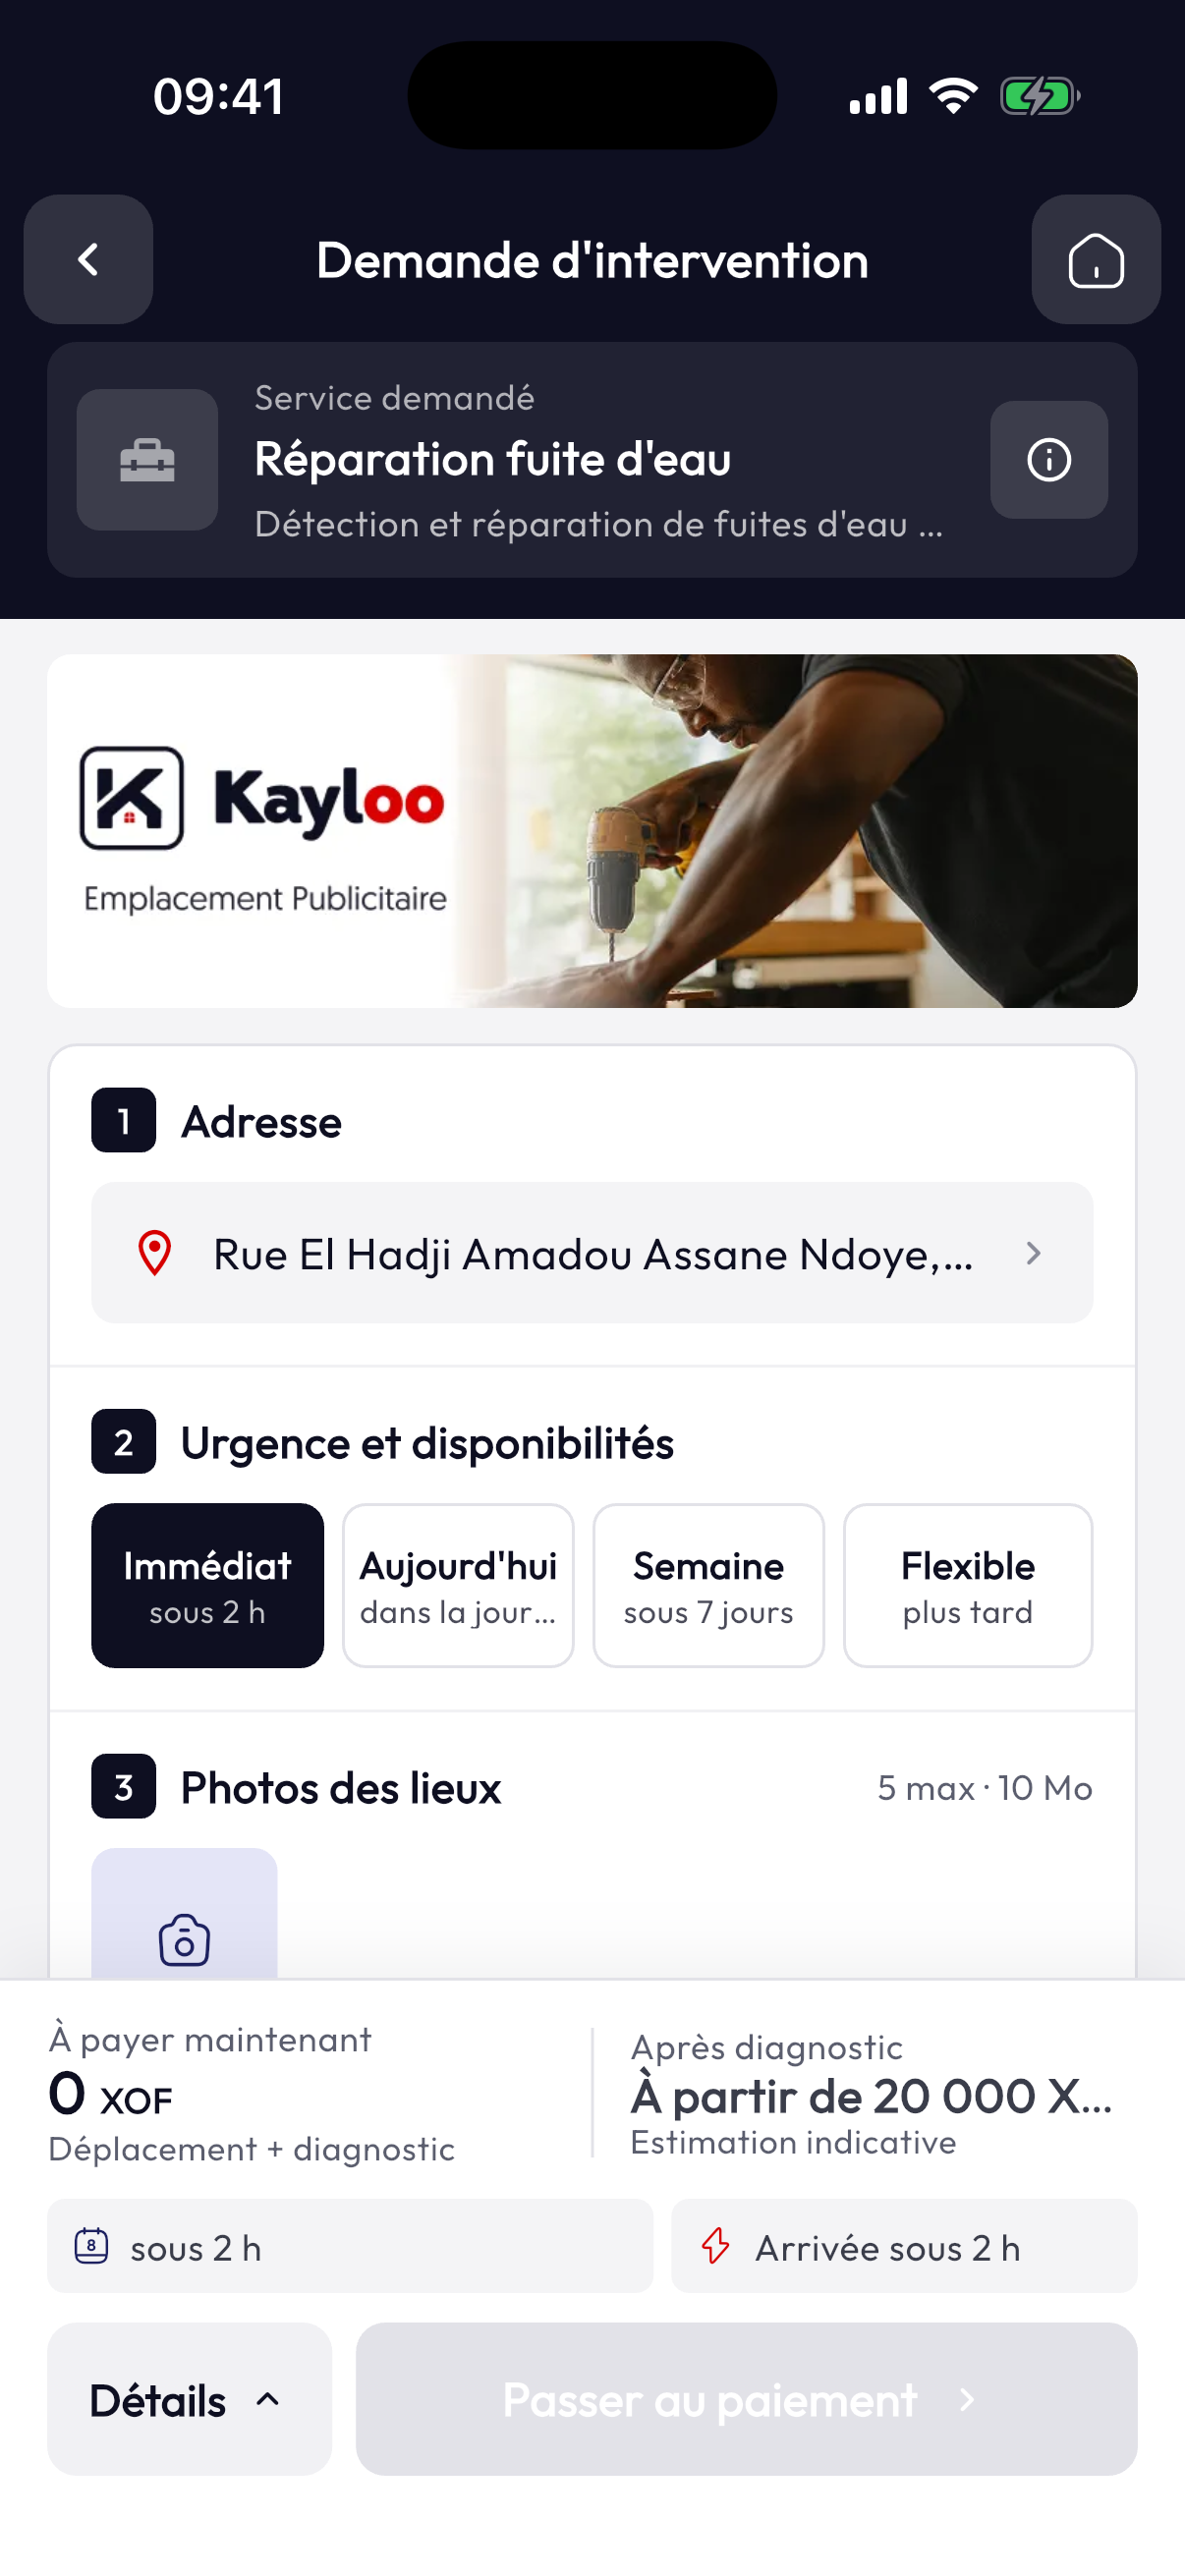 09:41
Demande d'intervention
Service demandé
Réparation fuite d'eau
Détection et réparation de fuites d'eau ...
Kayloo
Emplacement Publicitaire
1 Adresse
Rue El Hadji Amadou Assane Ndoye,...
2 Urgence et disponibilités
Immédiat
sous 2 h
Aujourd'hui
dans la jour...
Semaine
sous 7 jours
Flexible
plus tard
3 Photos des lieux
5 max · 10 Mo
À payer maintenant
0 XOF
Déplacement + diagnostic
Après diagnostic
À partir de 20 000 X...
Estimation indicative
8 sous 2 h
Arrivée sous 2 h
Détails
Passer au paiement